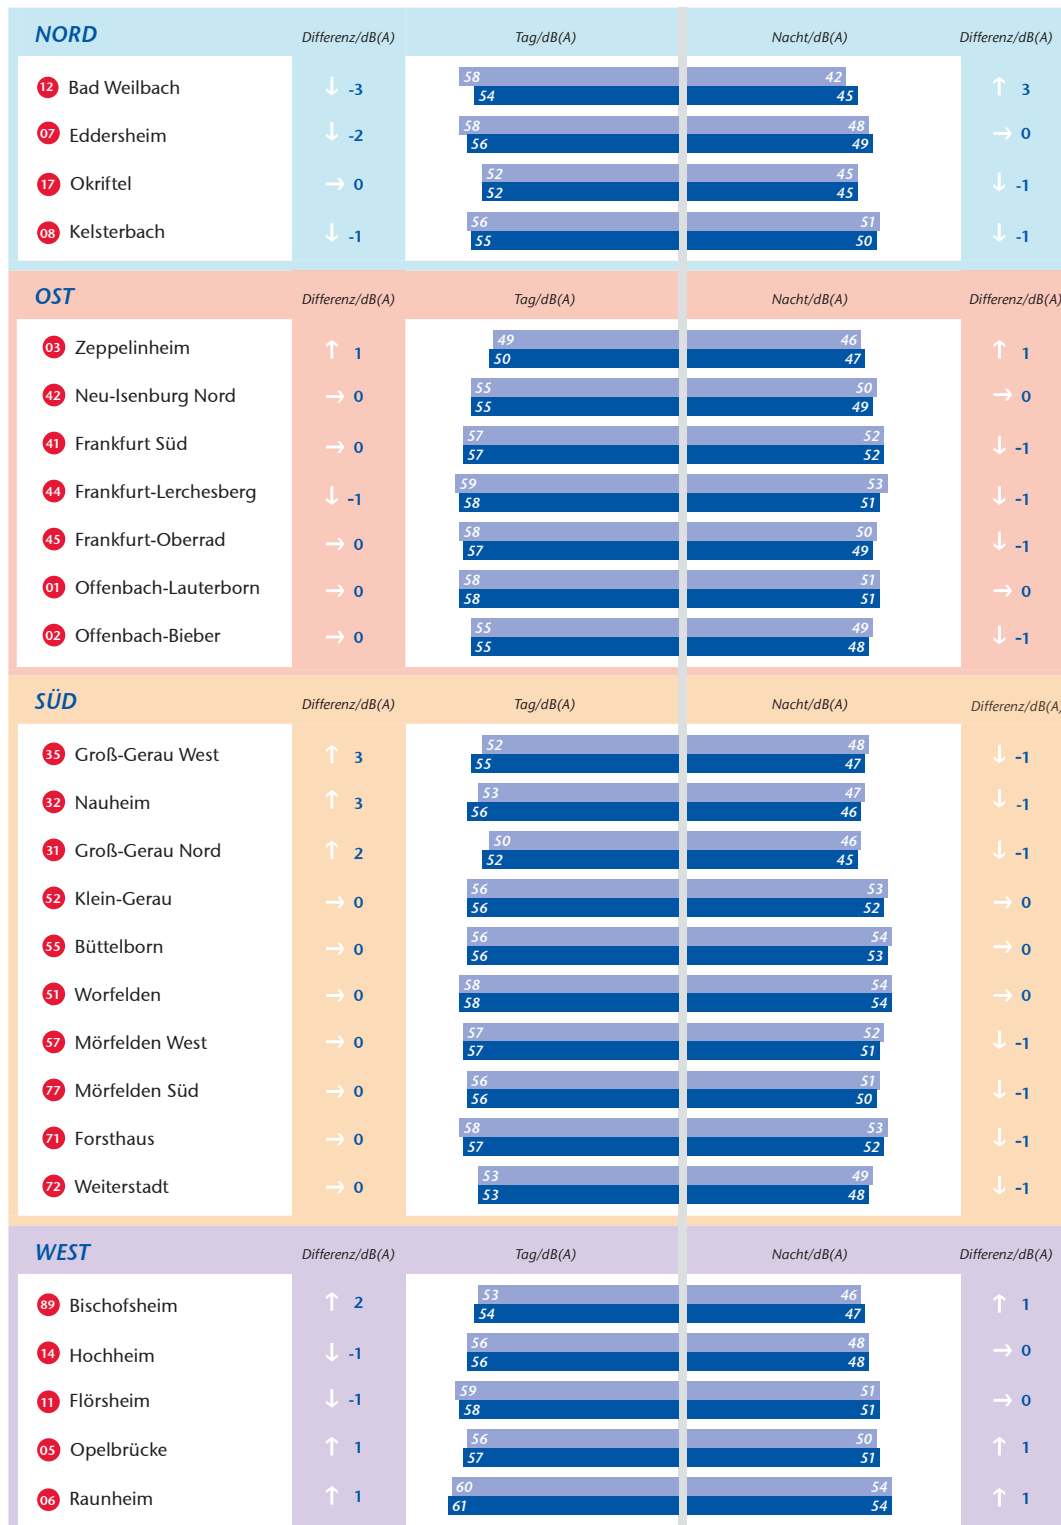 NORD Differenz/dB(A) Tag/dB(A) Nacht/dB(A) Differenz/dB(A)
12 Bad Weilbach ↓ -3 58 42 ↑ 3
54 45
07 Eddersheim ↓ -2 58 48 → 0
56 49
17 Okriftel → 0 52 45 ↓ -1
52 45
08 Kelsterbach ↓ -1 56 51 ↓ -1
55 50
OST Differenz/dB(A) Tag/dB(A) Nacht/dB(A) Differenz/dB(A)
03 Zeppelinheim ↑ 1 49 46 ↑ 1
50 47
42 Neu-Isenburg Nord → 0 55 50 → 0
55 49
41 Frankfurt Süd → 0 57 52 ↓ -1
57 52
44 Frankfurt-Lerchesberg ↓ -1 59 53 ↓ -1
58 51
45 Frankfurt-Oberrad → 0 58 50 ↓ -1
57 49
01 Offenbach-Lauterborn → 0 58 51 → 0
58 51
02 Offenbach-Bieber → 0 55 49 ↓ -1
55 48
SÜD Differenz/dB(A) Tag/dB(A) Nacht/dB(A) Differenz/dB(A)
35 Groß-Gerau West ↑ 3 52 48 ↓ -1
55 47
32 Nauheim ↑ 3 53 47 ↓ -1
56 46
31 Groß-Gerau Nord ↑ 2 50 46 ↓ -1
52 45
52 Klein-Gerau → 0 56 53 → 0
56 52
55 Büttelborn → 0 56 54 → 0
56 53
51 Worfelden → 0 58 54 → 0
58 54
57 Mörfelden West → 0 57 52 ↓ -1
57 51
77 Mörfelden Süd → 0 56 51 ↓ -1
56 50
71 Forsthaus → 0 58 53 ↓ -1
57 52
72 Weiterstadt → 0 53 49 ↓ -1
53 48
WEST Differenz/dB(A) Tag/dB(A) Nacht/dB(A) Differenz/dB(A)
89 Bischofsheim ↑ 2 53 46 ↑ 1
54 47
14 Hochheim ↓ -1 56 48 → 0
56 48
11 Flörsheim ↓ -1 59 51 → 0
58 51
05 Opelbrücke ↑ 1 56 50 ↑ 1
57 51
06 Raunheim ↑ 1 60 54 ↑ 1
61 54